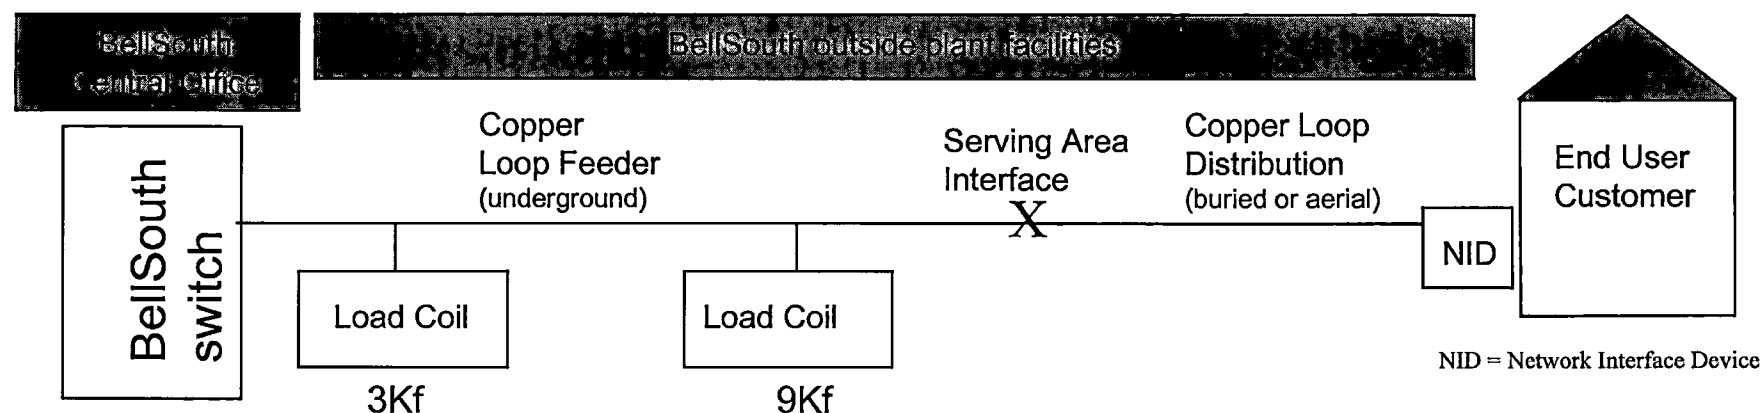 BellSouth
Central Office
BellSouth outside plant facilities
Copper
Loop Feeder
(underground)
Serving Area
Interface
X
Copper Loop
Distribution
(buried or aerial)
End User
Customer
BellSouth
switch
Load Coil
Load Coil
NID
3Kf
9Kf
NID = Network Interface Device